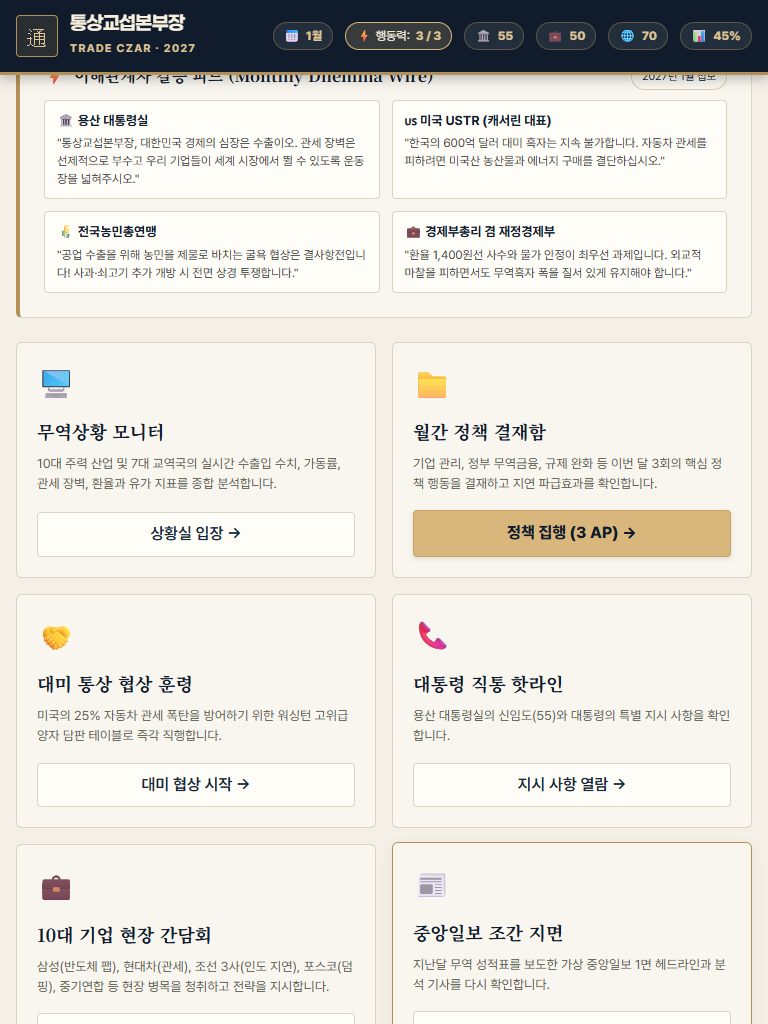 通
통상교섭본부장
TRADE CZAR · 2027
1월
행동력: 3 / 3
55
50
70
45%
이해관계자 갈등 피드 (Monthly Dilemma Wire)
2027년 1월 첩보
용산 대통령실
"통상교섭본부장, 대한민국 경제의 심장은 수출이오. 관세 장벽은
선제적으로 부수고 우리 기업들이 세계 시장에서 뛸 수 있도록 운동
장을 넓혀주시오."
US 미국 USTR (캐서린 대표)
"한국의 600억 달러 대미 흑자는 지속 불가합니다. 자동차 관세를
피하려면 미국산 농산물과 에너지 구매를 결단하십시오."
전국농민총연맹
"공업 수출을 위해 농민을 제물로 바치는 굴욕 협상은 결사항전입니
다! 사과·쇠고기 추가 개방 시 전면 상경 투쟁합니다."
경제부총리 겸 재정경제부
"환율 1,400원선 사수와 물가 안정이 최우선 과제입니다. 외교적
마찰을 피하면서도 무역흑자 폭을 질서 있게 유지해야 합니다."
무역상황 모니터
10대 주력 산업 및 7대 교역국의 실시간 수출입 수치, 가동률,
관세 장벽, 환율과 유가 지표를 종합 분석합니다.
상황실 입장 →
월간 정책 결재함
기업 관리, 정부 무역금융, 규제 완화 등 이번 달 3회의 핵심 정
책 행동을 결재하고 지연 파급효과를 확인합니다.
정책 집행 (3 AP) →
대미 통상 협상 훈령
미국의 25% 자동차 관세 폭탄을 방어하기 위한 워싱턴 고위급
양자 담판 테이블로 즉각 직행합니다.
대미 협상 시작 →
대통령 직통 핫라인
용산 대통령실의 신임도(55)와 대통령의 특별 지시 사항을 확인
합니다.
지시 사항 열람 →
10대 기업 현장 간담회
삼성(반도체 팹), 현대차(관세), 조선 3사(인도 지연), 포스코(덤
핑), 중기연합 등 현장 병목을 청취하고 전략을 지시합니다.
중앙일보 조간 지면
지난달 무역 성적표를 보도한 가상 중앙일보 1면 헤드라인과 분
석 기사를 다시 확인합니다.